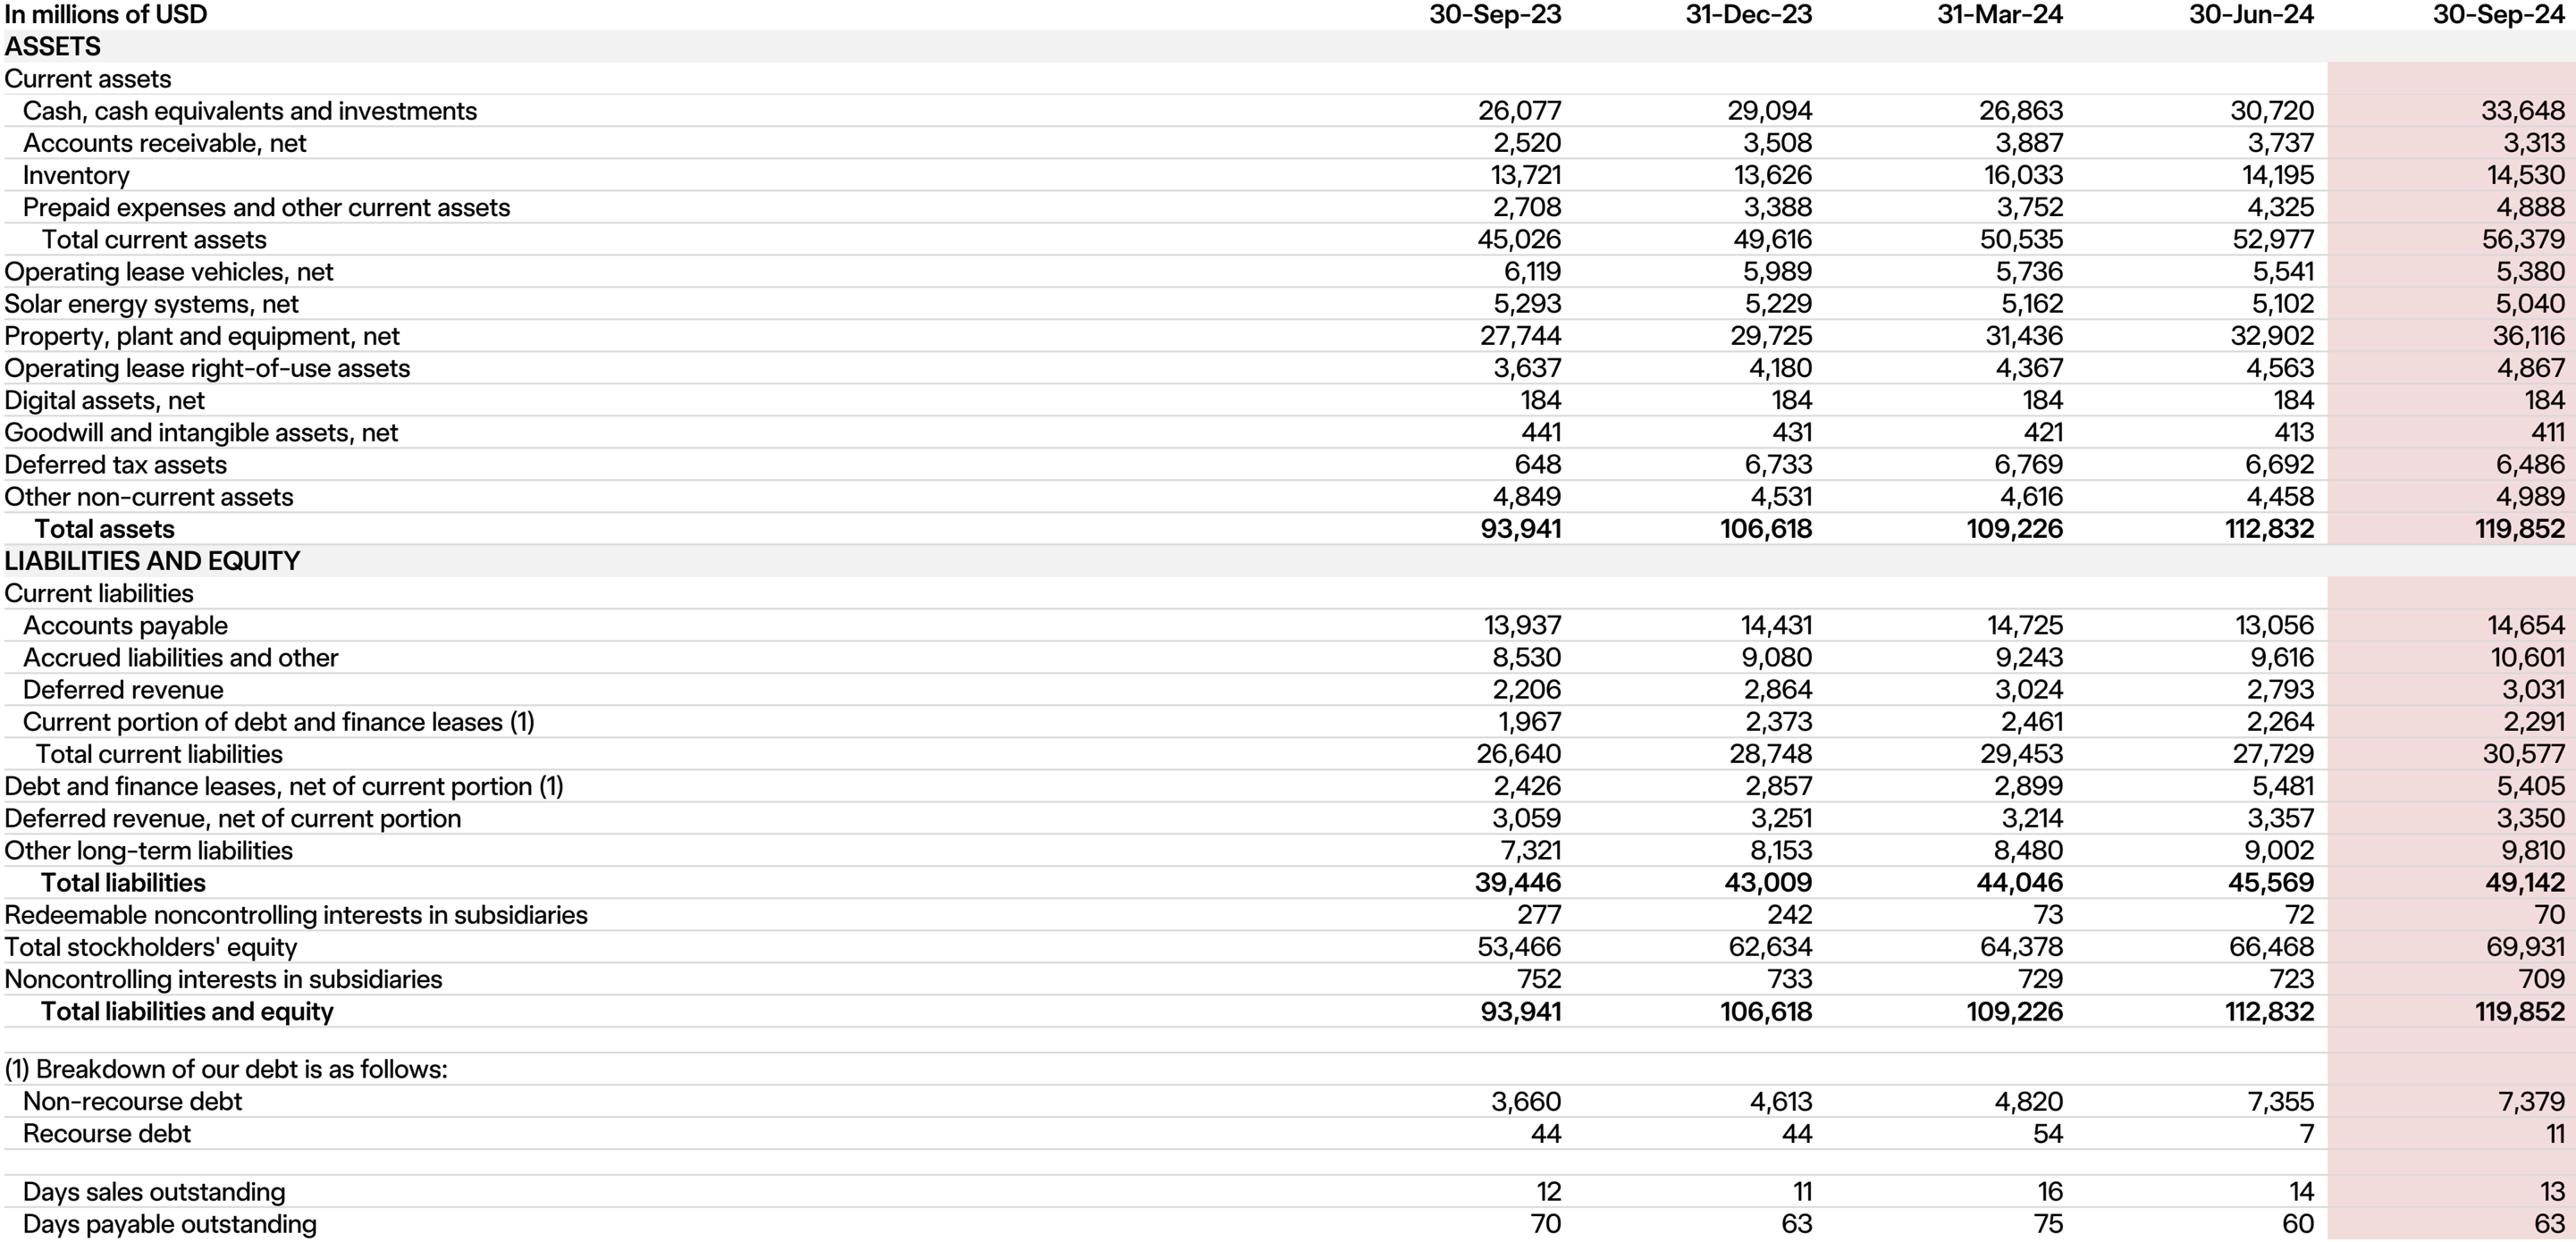 In millions of USD 30-Sep-23 31-Dec-23 31-Mar-24 30-Jun-24 30-Sep-24
ASSETS
Current assets
Cash, cash equivalents and investments 26,077 29,094 26,863 30,720 33,648
Accounts receivable, net 2,520 3,508 3,887 3,737 3,313
Inventory 13,721 13,626 16,033 14,195 14,530
Prepaid expenses and other current assets 2,708 3,388 3,752 4,325 4,888
Total current assets 45,026 49,616 50,535 52,977 56,379
Operating lease vehicles, net 6,119 5,989 5,736 5,541 5,380
Solar energy systems, net 5,293 5,229 5,162 5,102 5,040
Property, plant and equipment, net 27,744 29,725 31,436 32,902 36,116
Operating lease right-of-use assets 3,637 4,180 4,367 4,563 4,867
Digital assets, net 184 184 184 184 184
Goodwill and intangible assets, net 441 431 421 413 411
Deferred tax assets 648 6,733 6,769 6,692 6,486
Other non-current assets 4,849 4,531 4,616 4,458 4,989
Total assets 93,941 106,618 109,226 112,832 119,852
LIABILITIES AND EQUITY
Current liabilities
Accounts payable 13,937 14,431 14,725 13,056 14,654
Accrued liabilities and other 8,530 9,080 9,243 9,616 10,601
Deferred revenue 2,206 2,864 3,024 2,793 3,031
Current portion of debt and finance leases (1) 1,967 2,373 2,461 2,264 2,291
Total current liabilities 26,640 28,748 29,453 27,729 30,577
Debt and finance leases, net of current portion (1) 2,426 2,857 2,899 5,481 5,405
Deferred revenue, net of current portion 3,059 3,251 3,214 3,357 3,350
Other long-term liabilities 7,321 8,153 8,480 9,002 9,810
Total liabilities 39,446 43,009 44,046 45,569 49,142
Redeemable noncontrolling interests in subsidiaries 277 242 73 72 70
Total stockholders' equity 53,466 62,634 64,378 66,468 69,931
Noncontrolling interests in subsidiaries 752 733 729 723 709
Total liabilities and equity 93,941 106,618 109,226 112,832 119,852
(1) Breakdown of our debt is as follows:
Non-recourse debt 3,660 4,613 4,820 7,355 7,379
Recourse debt 44 44 54 7 11
Days sales outstanding 12 11 16 14 13
Days payable outstanding 70 63 75 60 63